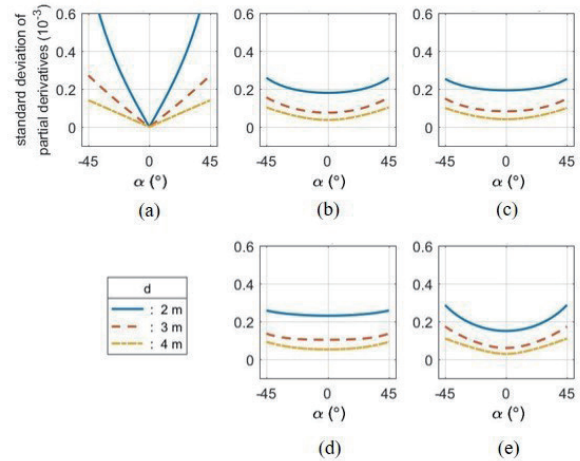 standard deviation of
partial derivatives (10⁻³)
0.6
0.4
0.2
0
-45 0 45
α (°)
(a)
0.6
0.4
0.2
0
-45 0 45
α (°)
(b)
0.6
0.4
0.2
0
-45 0 45
α (°)
(c)
d
: 2 m
: 3 m
: 4 m
0.6
0.4
0.2
0
-45 0 45
α (°)
(d)
0.6
0.4
0.2
0
-45 0 45
α (°)
(e)